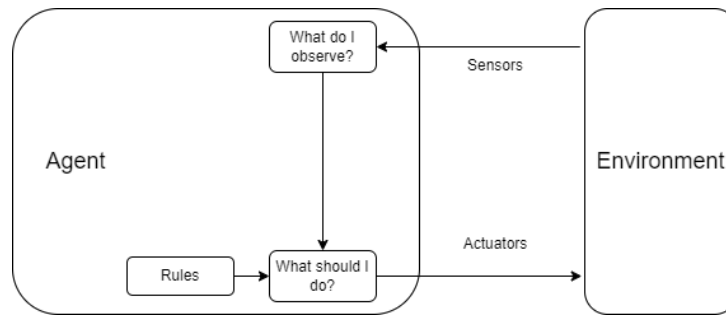 What do I
observe?
Sensors
Agent
Environment
Actuators
Rules
What should I
do?